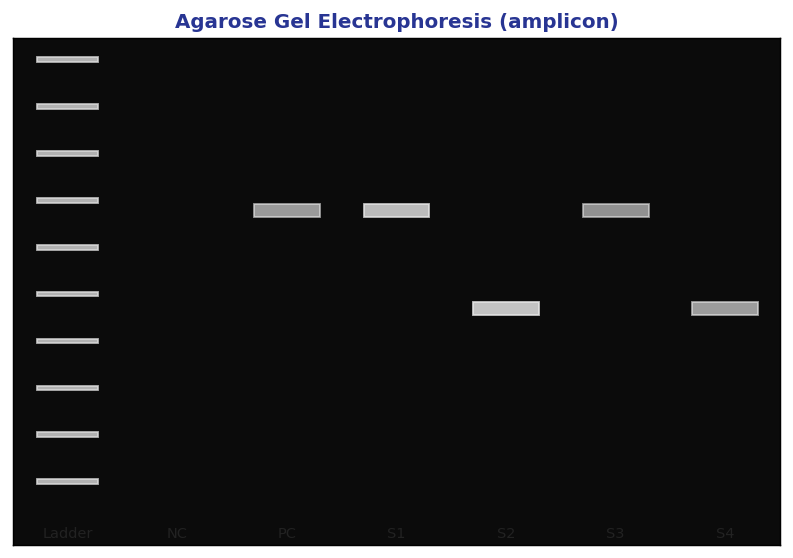 Agarose Gel Electrophoresis (amplicon)
Ladder NC PC S1 S2 S3 S4